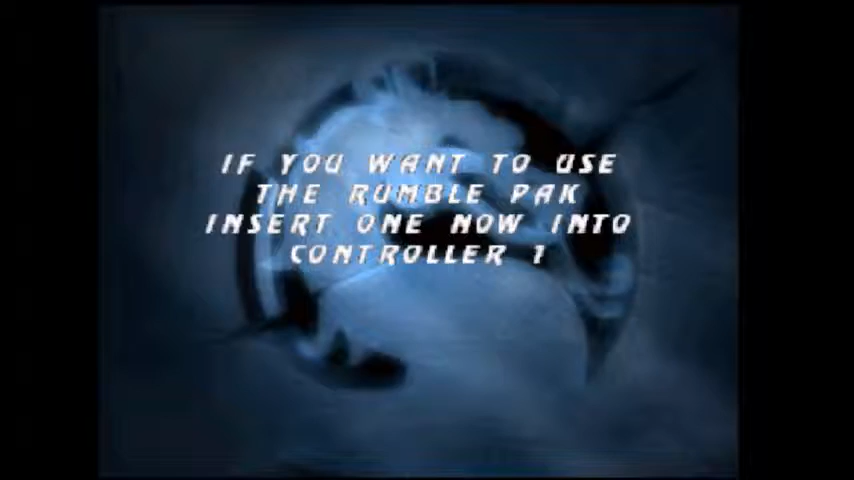 IF YOU WANT TO USE
THE RUMBLE PAK
INSERT ONE NOW INTO
CONTROLLER 1